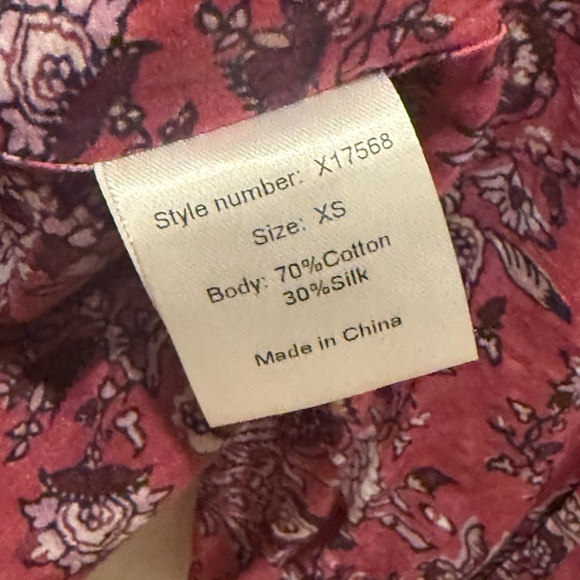 Style number: X17568
Size: XS
Body: 70%Cotton
30%Silk
Made in China